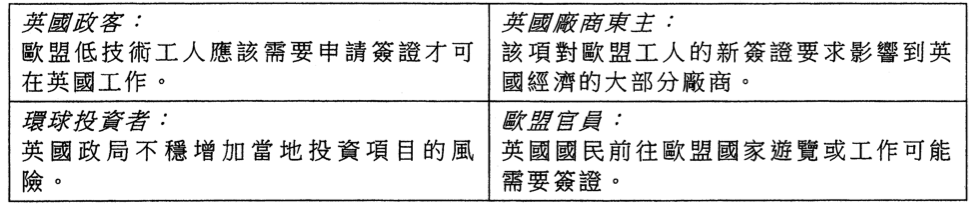 英國政客：
歐盟低技術工人應該需要申請簽證才可
在英國工作。
英國廠商東主：
該項對歐盟工人的新簽證要求影響到英
國經濟的大部分廠商。
環球投資者：
英國政局不穩增加當地投資項目的風
險。
歐盟官員：
英國國民前往歐盟國家遊覽或工作可能
需要簽證。